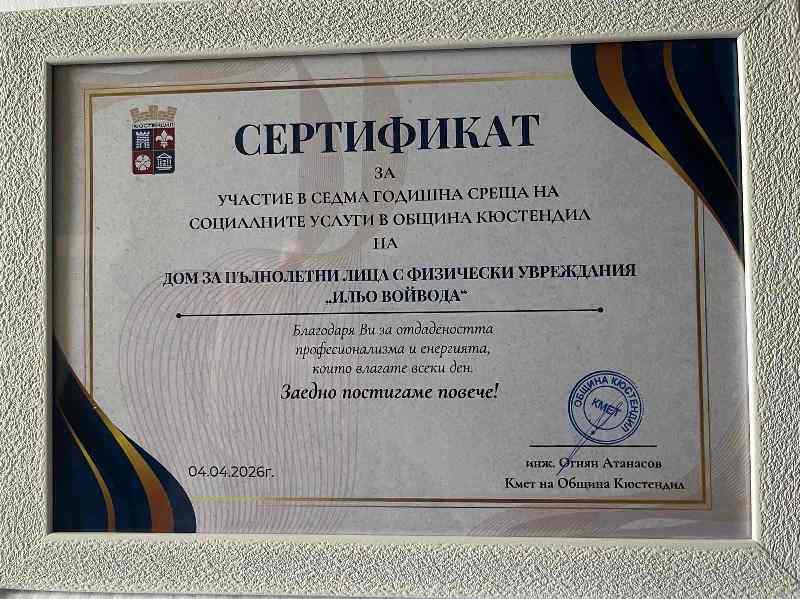 КЮСТЕНДИЛ
СЕРТИФИКАТ
ЗА
УЧАСТИЕ В СЕДМА ГОДИШНА СРЕЩА НА
СОЦИАЛНИТЕ УСЛУГИ В ОБЩИНА КЮСТЕНДИЛ
НА
ДОМ ЗА ПЪЛНОЛЕТНИ ЛИЦА С ФИЗИЧЕСКИ УВРЕЖДАНИЯ
„ИЛЬО ВОЙВОДА“
Благодаря Ви за отдадеността
професионализма и енергията,
които влагате всеки ден.
Заедно постигаме повече!
ОБЩИНА КЮСТЕНДИЛ
КМЕТ
04.04.2026г.
инж. Огнян Атанасов
Кмет на Община Кюстендил